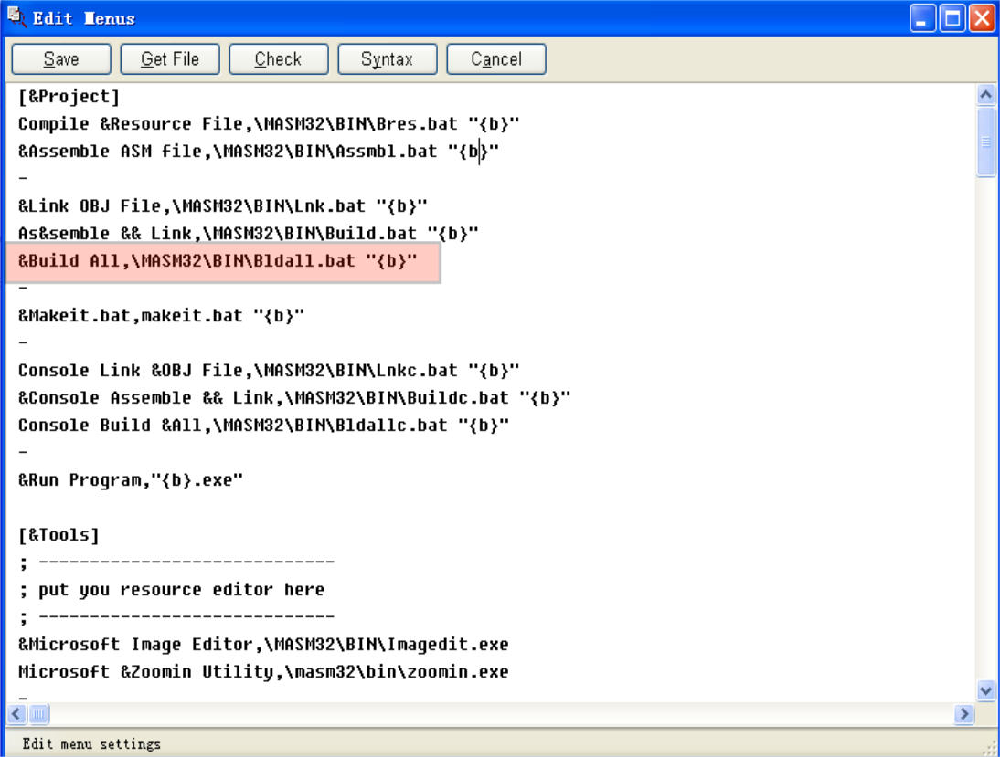 Edit Menus
Save Get File Check Syntax Cancel
[&Project]
Compile &Resource File,\MASM32\BIN\Bres.bat "{b}"
&Assemble ASM file,\MASM32\BIN\Assmbl.bat "{b}"
-
&Link OBJ File,\MASM32\BIN\Lnk.bat "{b}"
As&semble && Link,\MASM32\BIN\Build.bat "{b}"
&Build All,\MASM32\BIN\Bldall.bat "{b}"
-
&Makeit.bat,makeit.bat "{b}"
-
Console Link &OBJ File,\MASM32\BIN\Lnkc.bat "{b}"
&Console Assemble && Link,\MASM32\BIN\Buildc.bat "{b}"
Console Build &All,\MASM32\BIN\Bldallc.bat "{b}"
-
&Run Program,"{b}.exe"
[&Tools]
; -----------------------------
; put you resource editor here
; -----------------------------
&Microsoft Image Editor,\MASM32\BIN\Imagedit.exe
Microsoft &Zoomin Utility,\masm32\bin\zoomin.exe
-
Edit menu settings